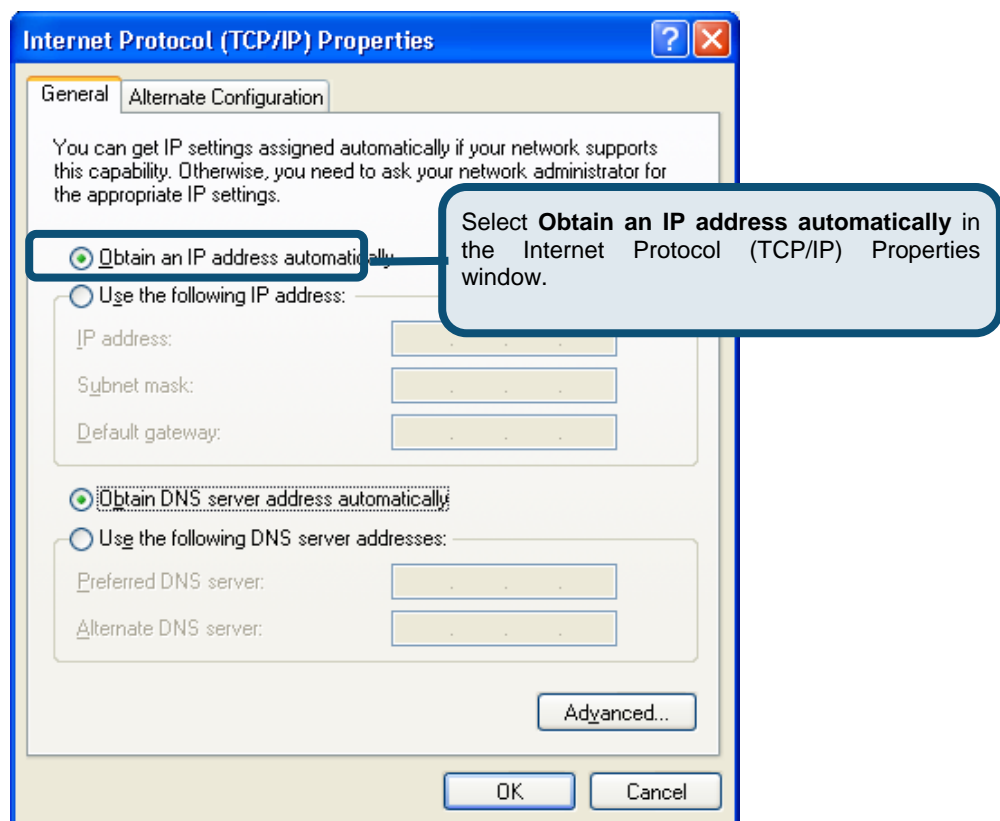 Internet Protocol (TCP/IP) Properties
General
Alternate Configuration
You can get IP settings assigned automatically if your network supports
this capability. Otherwise, you need to ask your network administrator for
the appropriate IP settings.
Select Obtain an IP address automatically in
the Internet Protocol (TCP/IP) Properties
window.
Obtain an IP address automatically
Use the following IP address:
IP address:
Subnet mask:
Default gateway:
Obtain DNS server address automatically
Use the following DNS server addresses:
Preferred DNS server:
Alternate DNS server:
Advanced...
OK
Cancel